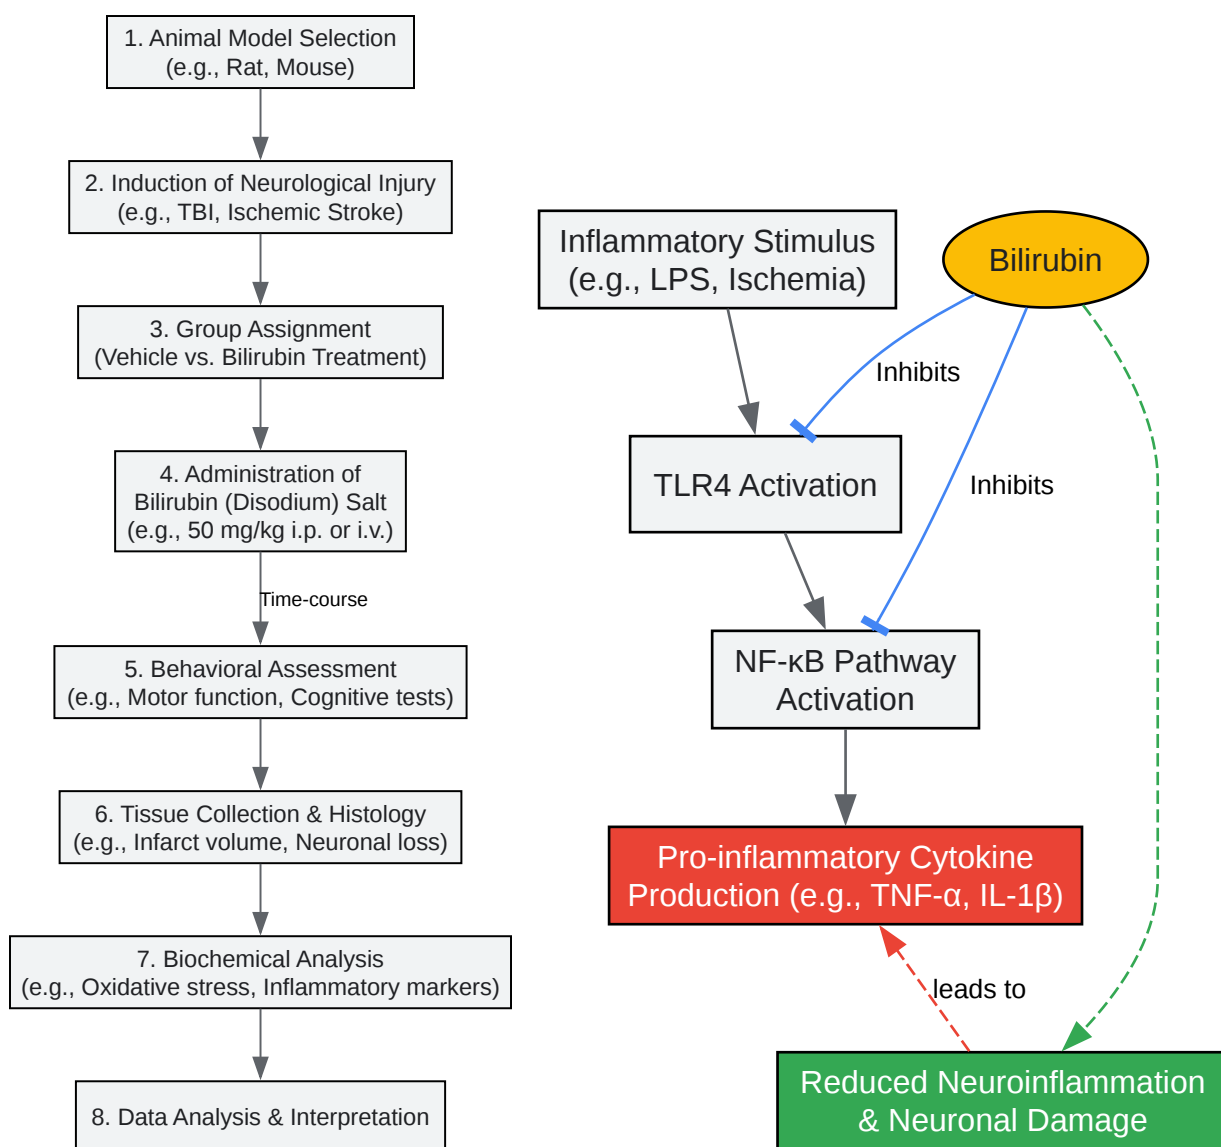 1. Animal Model Selection
(e.g., Rat, Mouse)
2. Induction of Neurological Injury
(e.g., TBI, Ischemic Stroke)
3. Group Assignment
(Vehicle vs. Bilirubin Treatment)
4. Administration of
Bilirubin (Disodium) Salt
(e.g., 50 mg/kg i.p. or i.v.)
Time-course
5. Behavioral Assessment
(e.g., Motor function, Cognitive tests)
6. Tissue Collection & Histology
(e.g., Infarct volume, Neuronal loss)
7. Biochemical Analysis
(e.g., Oxidative stress, Inflammatory markers)
8. Data Analysis & Interpretation
Inflammatory Stimulus
(e.g., LPS, Ischemia)
Bilirubin
Inhibits
TLR4 Activation
Inhibits
NF-κB Pathway
Activation
Pro-inflammatory Cytokine
Production (e.g., TNF-α, IL-1β)
leads to
Reduced Neuroinflammation
& Neuronal Damage